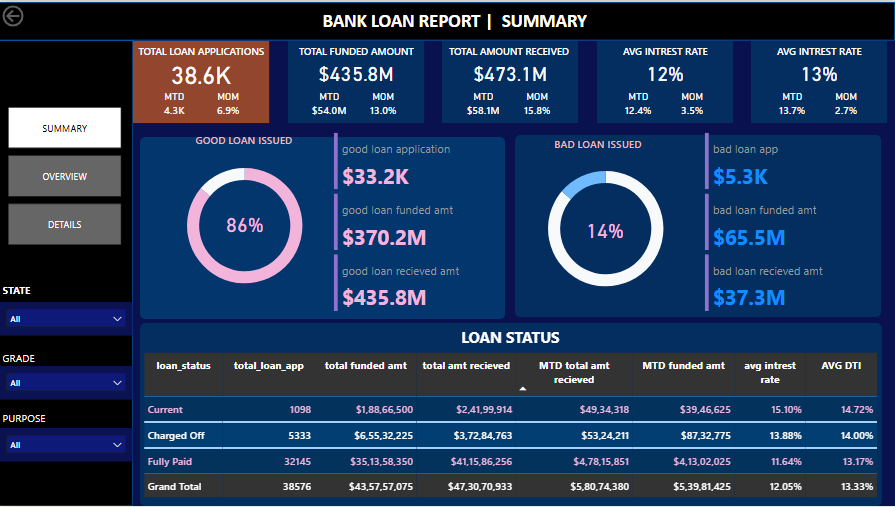 BANK LOAN REPORT | SUMMARY
TOTAL LOAN APPLICATIONS
38.6K
MTD MOM
4.3K 6.9%
TOTAL FUNDED AMOUNT
$435.8M
MTD MOM
$54.0M 13.0%
TOTAL AMOUNT RECEIVED
$473.1M
MTD MOM
$58.1M 15.8%
AVG INTREST RATE
12%
MTD MOM
12.4% 3.5%
AVG INTREST RATE
13%
MTD MOM
13.7% 2.7%
SUMMARY
OVERVIEW
DETAILS
STATE
All
GRADE
All
PURPOSE
All
GOOD LOAN ISSUED
86%
good loan application
$33.2K
good loan funded amt
$370.2M
good loan recieved amt
$435.8M
BAD LOAN ISSUED
14%
bad loan app
$5.3K
bad loan funded amt
$65.5M
bad loan recieved amt
$37.3M
LOAN STATUS
loan_status total_loan_app total funded amt total amt recieved MTD total amt recieved MTD funded amt avg intrest rate AVG DTI
Current 1098 $1,88,66,500 $2,41,99,914 $49,34,318 $39,46,625 15.10% 14.72%
Charged Off 5333 $6,55,32,225 $3,72,84,763 $53,24,211 $87,32,775 13.88% 14.00%
Fully Paid 32145 $35,13,58,350 $41,15,86,256 $4,78,15,851 $4,13,02,025 11.64% 13.17%
Grand Total 38576 $43,57,57,075 $47,30,70,933 $5,80,74,380 $5,39,81,425 12.05% 13.33%